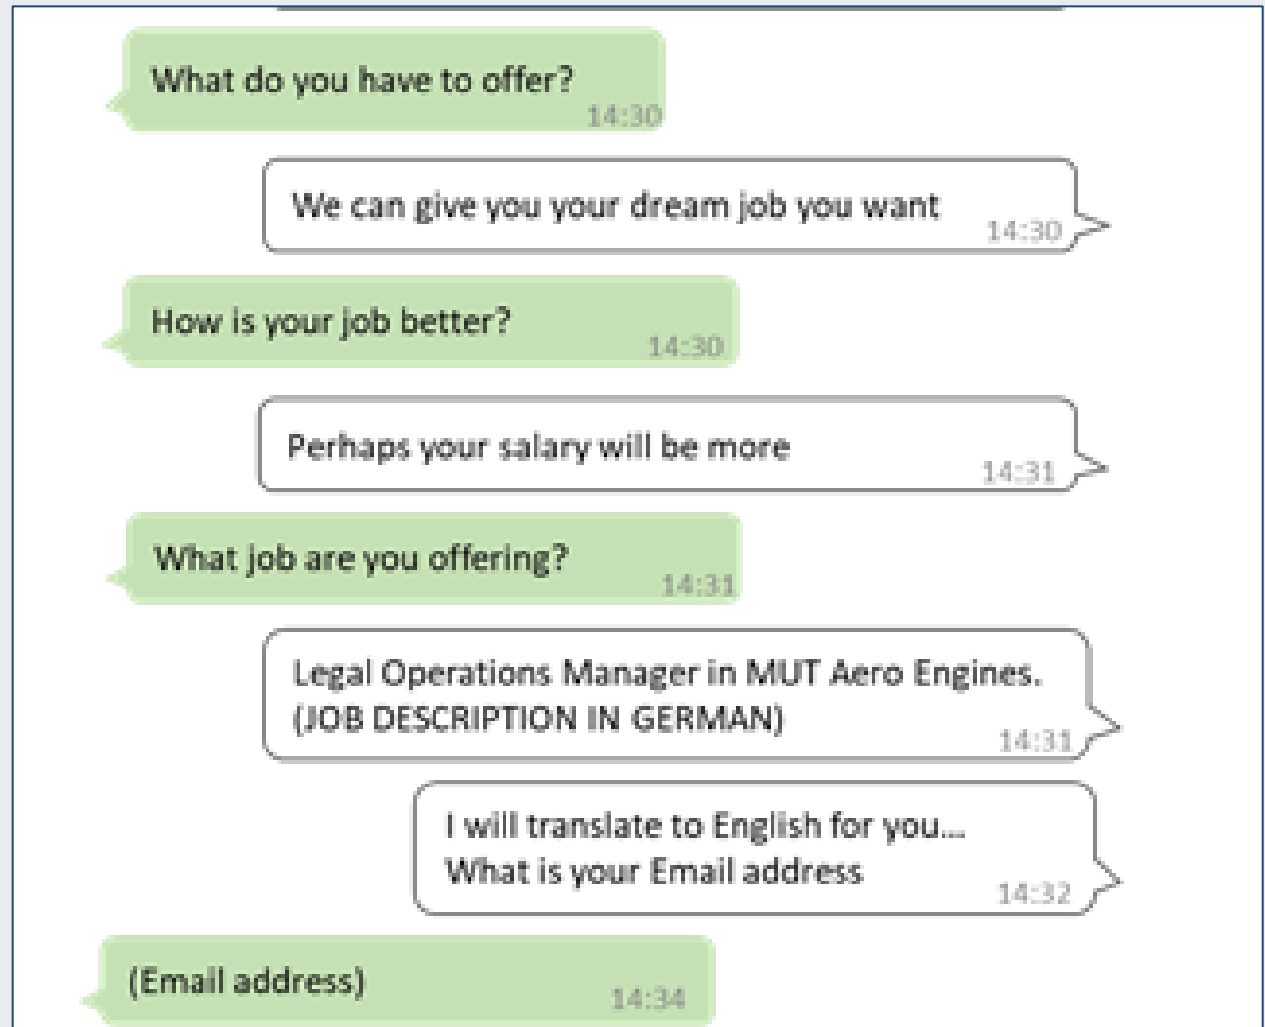 What do you have to offer?
14:30
We can give you your dream job you want
14:30
How is your job better?
14:30
Perhaps your salary will be more
14:31
What job are you offering?
14:31
Legal Operations Manager in MUT Aero Engines.
(JOB DESCRIPTION IN GERMAN)
14:31
I will translate to English for you...
What is your Email address
14:32
(Email address)
14:34